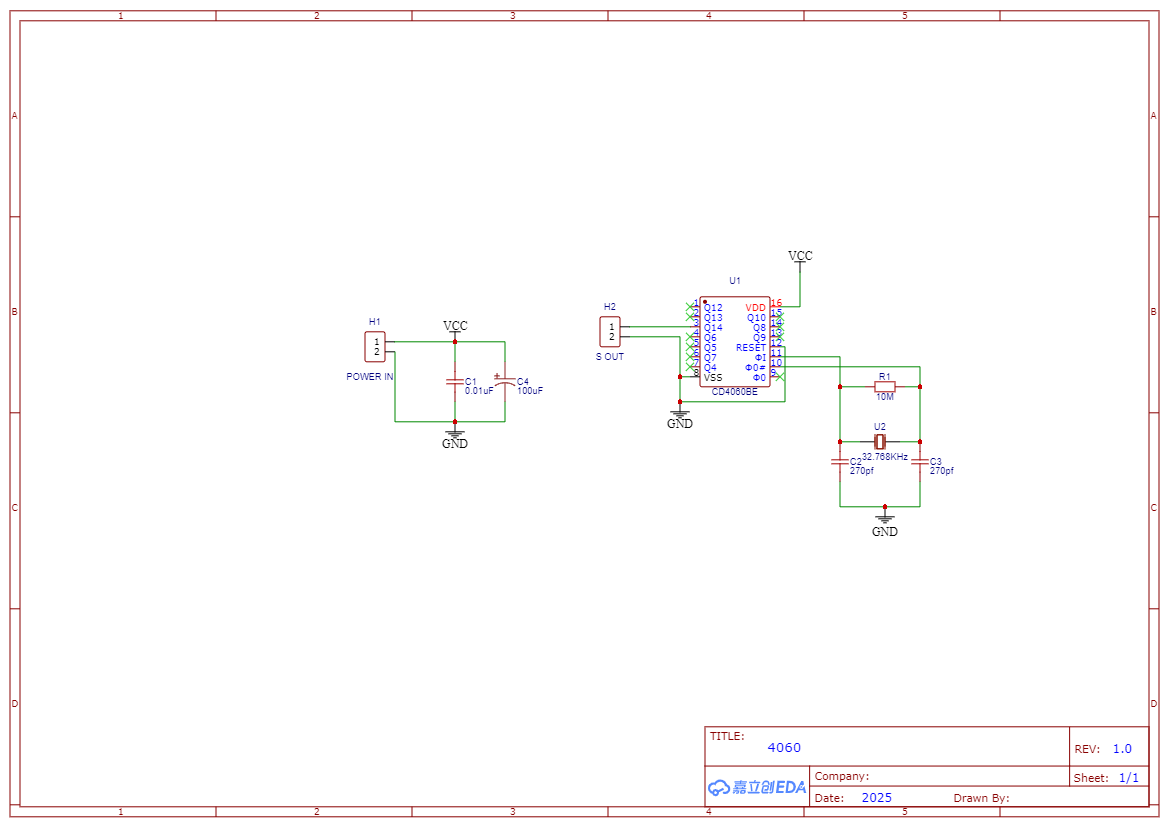 1 2 3 4 5
A A
B B
C C
D D
VCC
U1
H2
1
2
S OUT
1 Q12 VDD 16
2 Q13 Q10 15
3 Q14 Q8 14
4 Q6 Q9 13
5 Q5 RESET 12
6 Q7 ΦI 11
7 Q4 Φ0# 10
8 VSS Φ0 9
CD4060BE
GND
H1
1
2
POWER IN
VCC
C1
0.01uF
+
C4
100uF
GND
R1
10M
U2
32.768KHz
C2
270pf
C3
270pf
GND
TITLE:
4060
REV: 1.0
嘉立创EDA
Company:
Sheet: 1/1
Date: 2025 Drawn By:
1 2 3 4 5